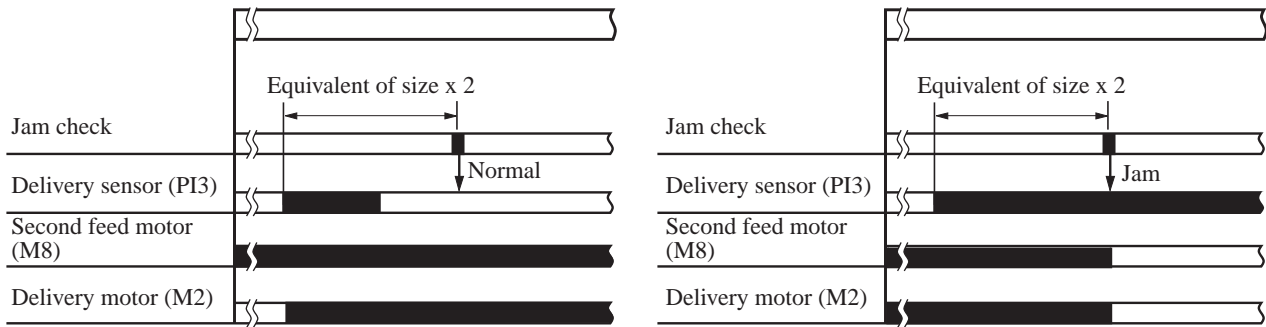 Equivalent of size x 2
Jam check
Normal
Delivery sensor (PI3)
Second feed motor
(M8)
Delivery motor (M2)
Equivalent of size x 2
Jam check
Jam
Delivery sensor (PI3)
Second feed motor
(M8)
Delivery motor (M2)